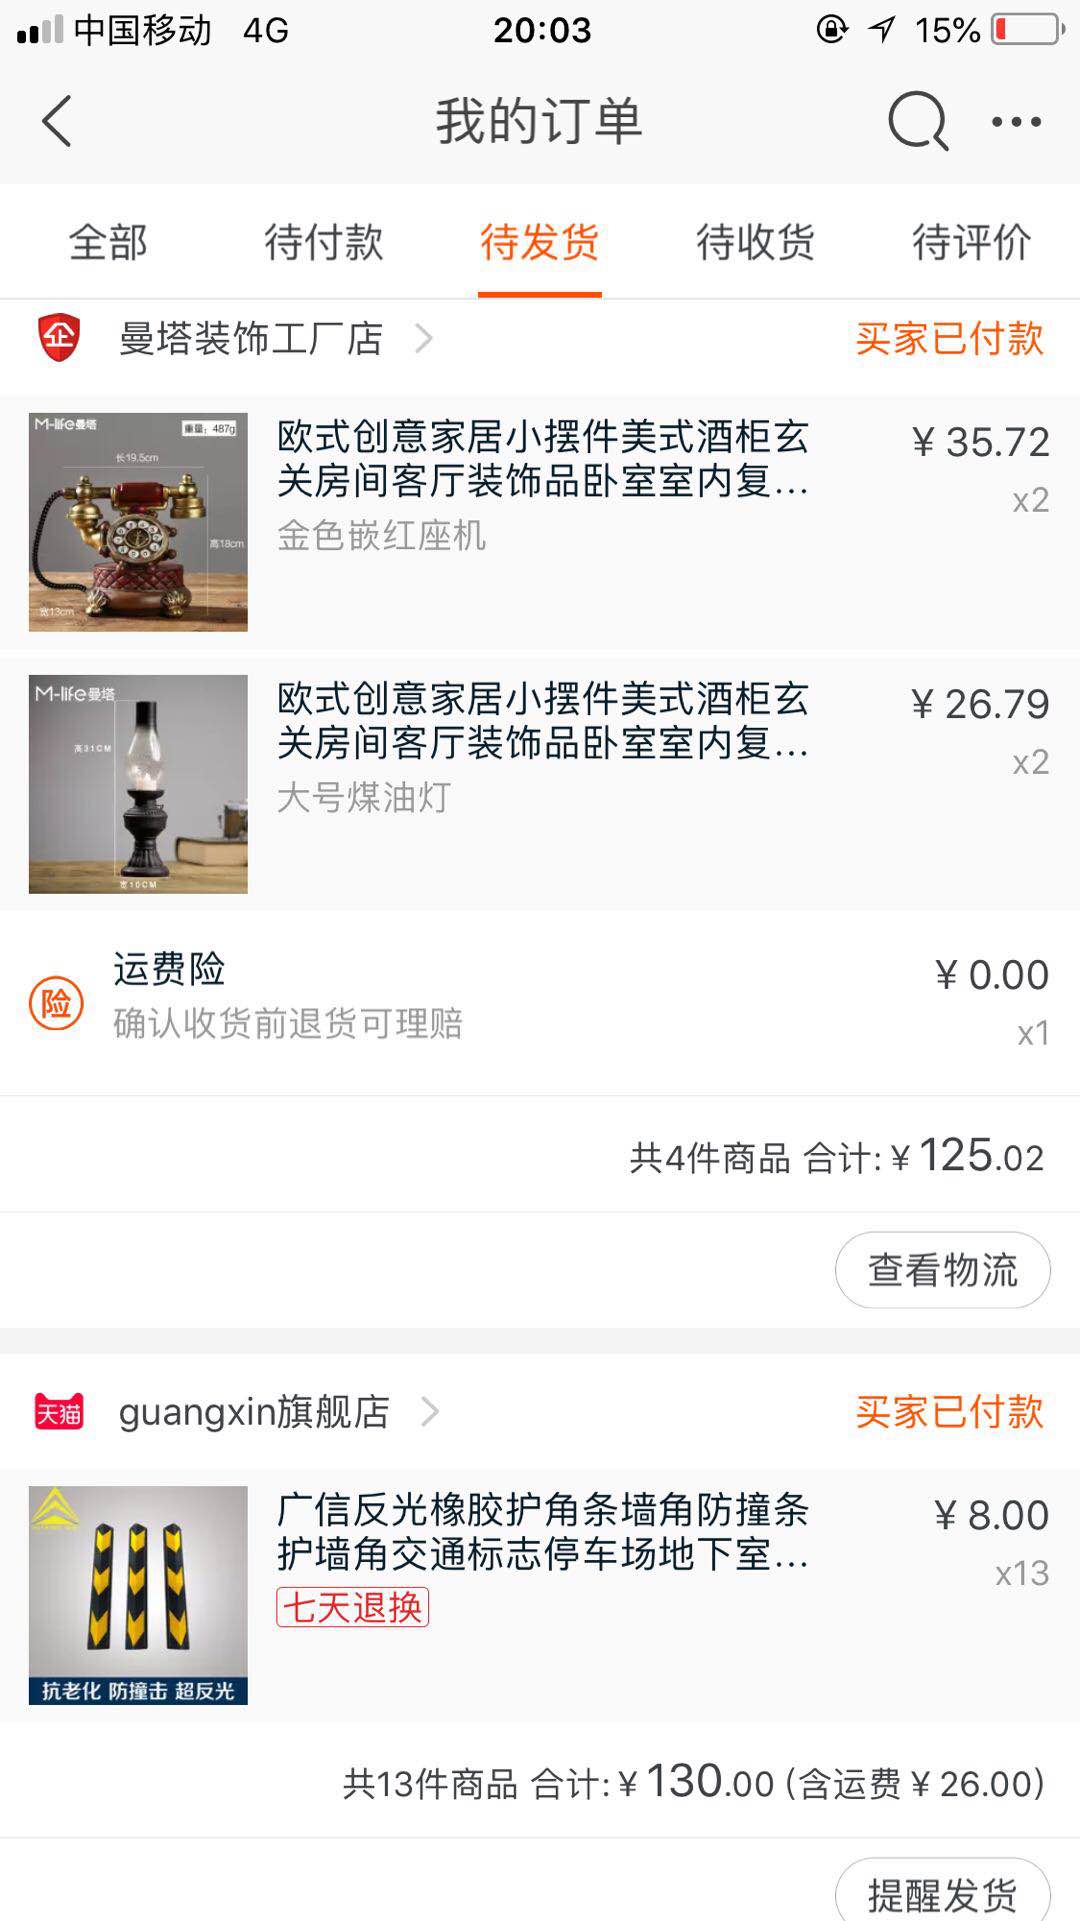 中国移动 4G 20:03 15%
我的订单
全部 待付款 待发货 待收货 待评价
企 曼塔装饰工厂店 买家已付款
M-life曼塔
重量：487g
长19.5cm
高18cm
宽13cm
欧式创意家居小摆件美式酒柜玄 ¥ 35.72
关房间客厅装饰品卧室室内复...
x2
金色嵌红座机
M-life曼塔
高31CM
宽10CM
欧式创意家居小摆件美式酒柜玄 ¥ 26.79
关房间客厅装饰品卧室室内复...
x2
大号煤油灯
险 运费险 ¥ 0.00
确认收货前退货可理赔 x1
共4件商品 合计: ¥ 125.02
查看物流
天猫 guangxin旗舰店 买家已付款
广信反光橡胶护角条墙角防撞条 ¥ 8.00
护墙角交通标志停车场地下室...
x13
七天退换
抗老化 防撞击 超反光
共13件商品 合计: ¥ 130.00 (含运费 ¥ 26.00)
提醒发货